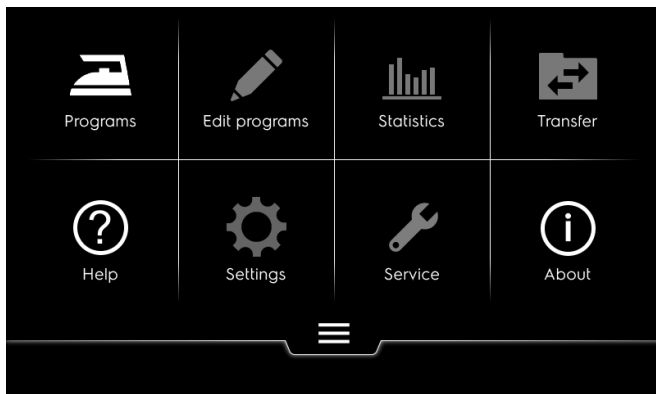 Programs
Edit programs
Statistics
Transfer
Help
Settings
Service
About